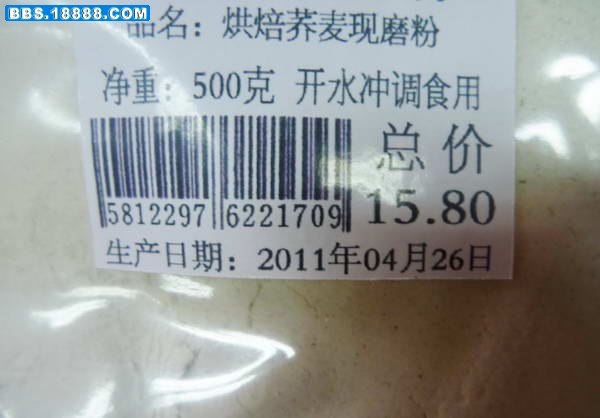 BBS.18888.COM
品名：烘焙荞麦现磨粉
净重：500克 开水冲调食用
总价
5812297 6221709 15.80
生产日期：2011年04月26日